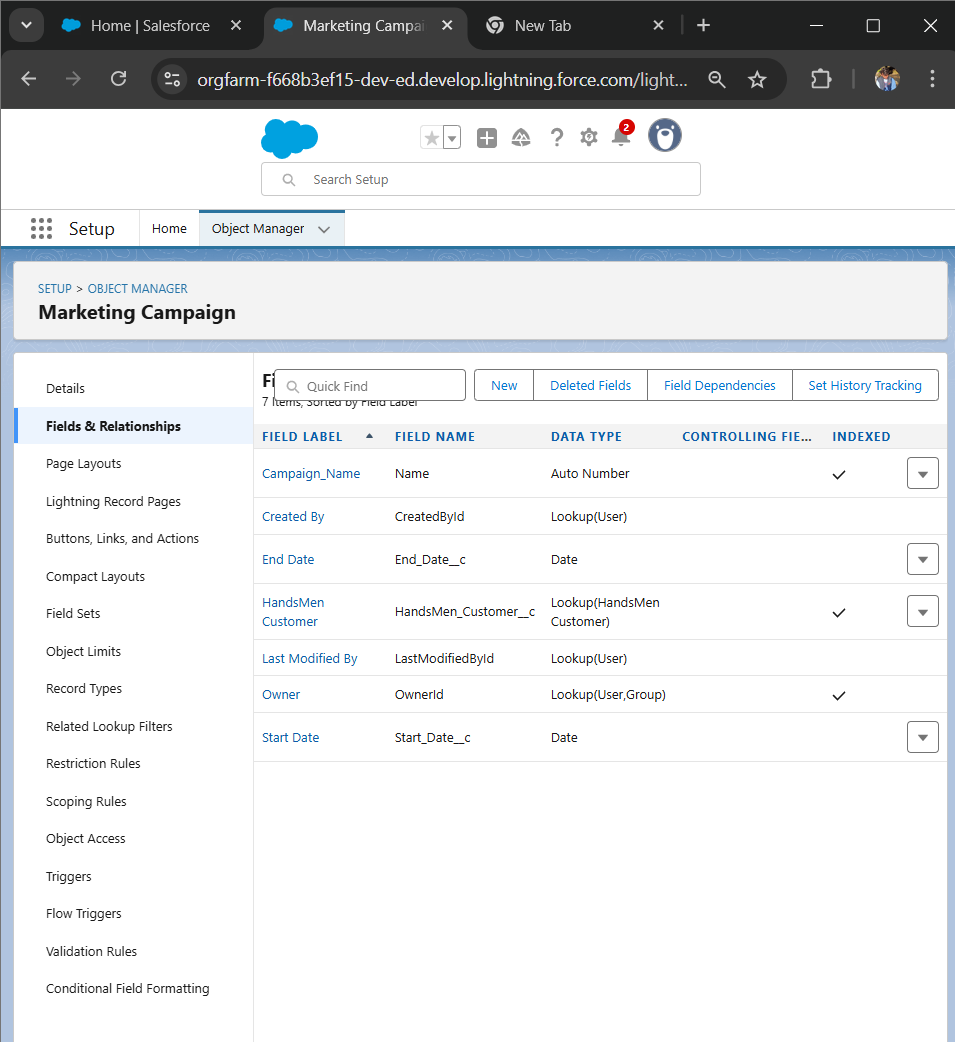 Home | Salesforce
Marketing Campai
New Tab
orgfarm-f668b3ef15-dev-ed.develop.lightning.force.com/light...
2
Search Setup
Setup
Home
Object Manager
SETUP > OBJECT MANAGER
Marketing Campaign
Details
Fields & Relationships
Page Layouts
Lightning Record Pages
Buttons, Links, and Actions
Compact Layouts
Field Sets
Object Limits
Record Types
Related Lookup Filters
Restriction Rules
Scoping Rules
Object Access
Triggers
Flow Triggers
Validation Rules
Conditional Field Formatting
Quick Find
New
Deleted Fields
Field Dependencies
Set History Tracking
7 Items, Sorted by Field Label
FIELD LABEL FIELD NAME DATA TYPE CONTROLLING FIE... INDEXED
Campaign_Name Name Auto Number
Created By CreatedById Lookup(User)
End Date End_Date__c Date
HandsMen Customer HandsMen_Customer__c Lookup(HandsMen Customer)
Last Modified By LastModifiedById Lookup(User)
Owner OwnerId Lookup(User,Group)
Start Date Start_Date__c Date